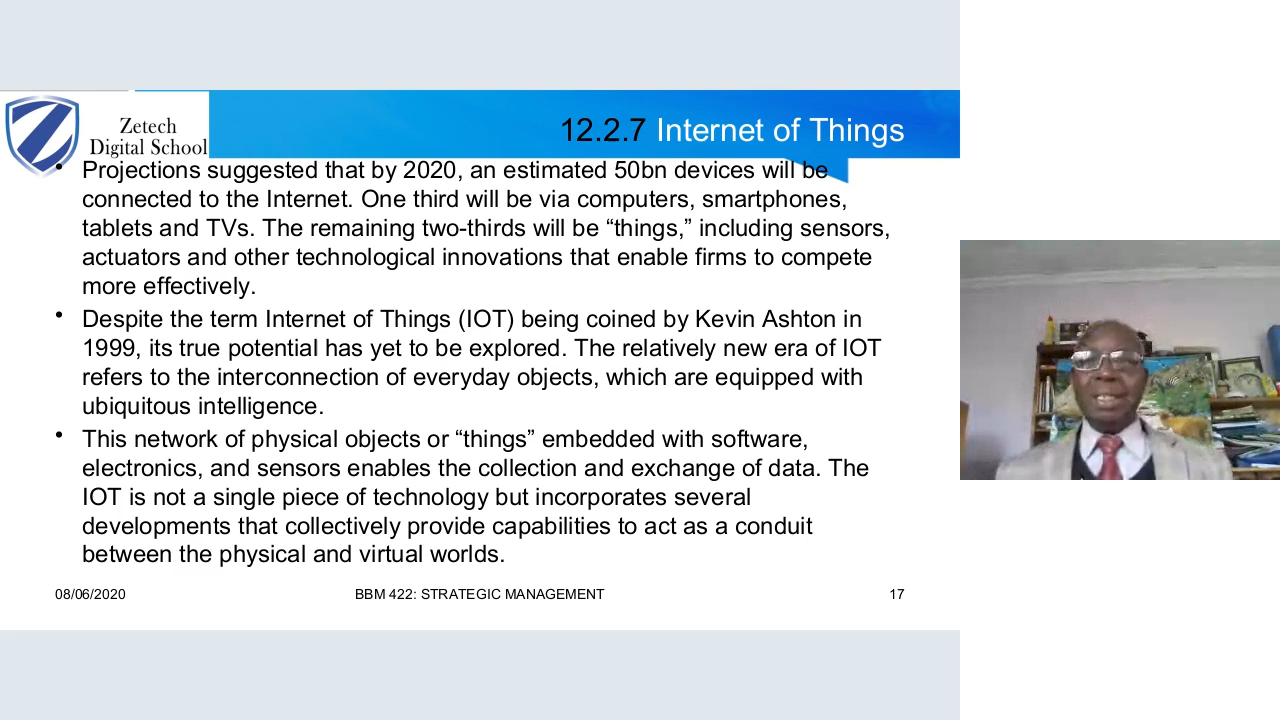 Zetech
Digital School
12.2.7 Internet of Things
• Projections suggested that by 2020, an estimated 50bn devices will be
connected to the Internet. One third will be via computers, smartphones,
tablets and TVs. The remaining two-thirds will be “things,” including sensors,
actuators and other technological innovations that enable firms to compete
more effectively.
• Despite the term Internet of Things (IOT) being coined by Kevin Ashton in
1999, its true potential has yet to be explored. The relatively new era of IOT
refers to the interconnection of everyday objects, which are equipped with
ubiquitous intelligence.
• This network of physical objects or “things” embedded with software,
electronics, and sensors enables the collection and exchange of data. The
IOT is not a single piece of technology but incorporates several
developments that collectively provide capabilities to act as a conduit
between the physical and virtual worlds.
08/06/2020 BBM 422: STRATEGIC MANAGEMENT 17